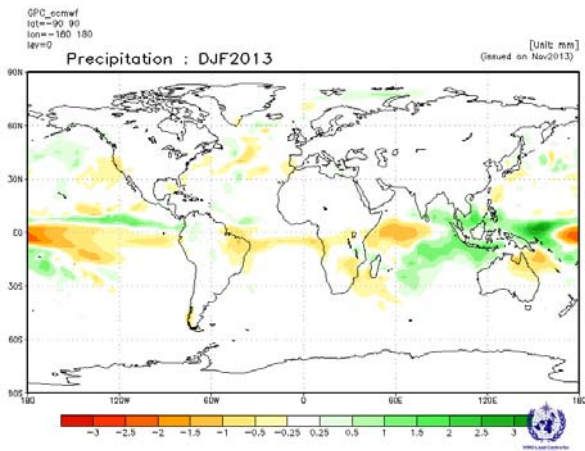 GPC_ecmwf
lat=-90 90
lon=-180 180
lev=0
[Unit: mm]
Precipitation : DJF2013
(issued on Nov2013)
90N
60N
30N
EQ
30S
60S
90S
180 120W 60W 0 60E 120E 180
-3 -2.5 -2 -1.5 -1 -0.5 -0.25 0.25 0.5 1 1.5 2 2.5 3